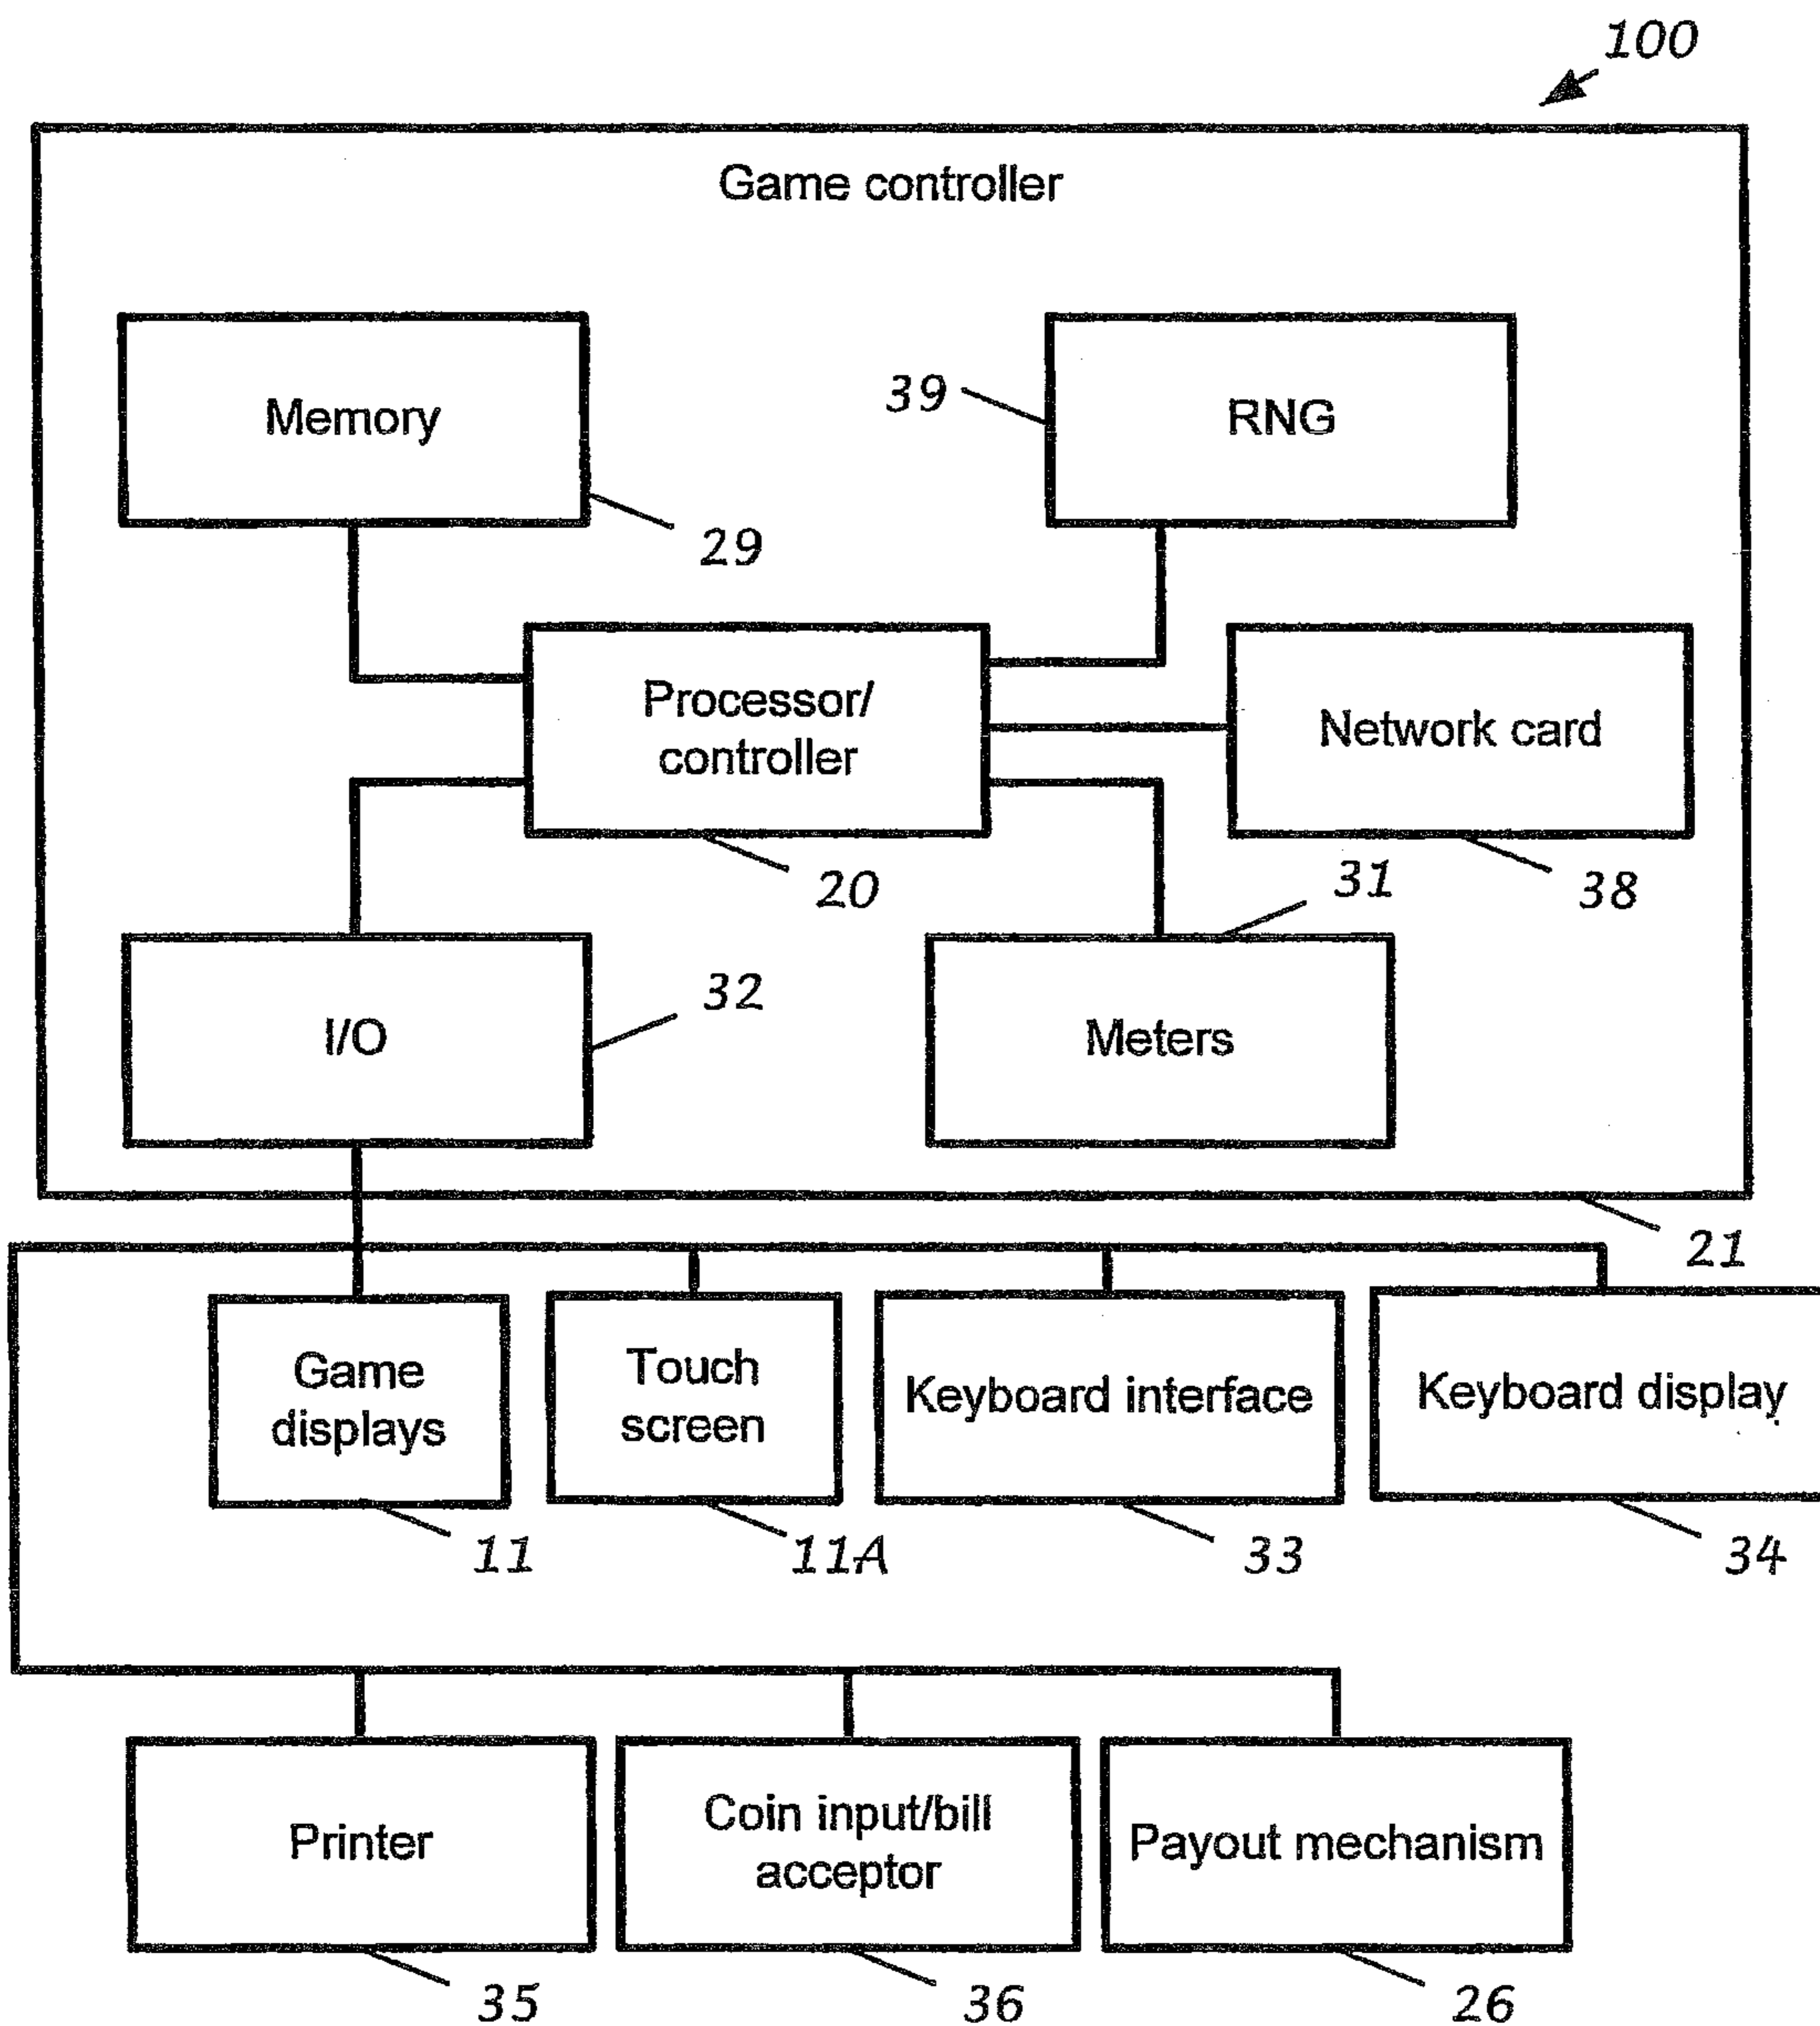 100
Game controller
Memory
39
RNG
29
Processor/
controller
Network card
20
31
38
I/O
32
Meters
21
Game
displays
Touch
screen
Keyboard interface
Keyboard display
11
11A
33
34
Printer
Coin input/bill
acceptor
Payout mechanism
35
36
26